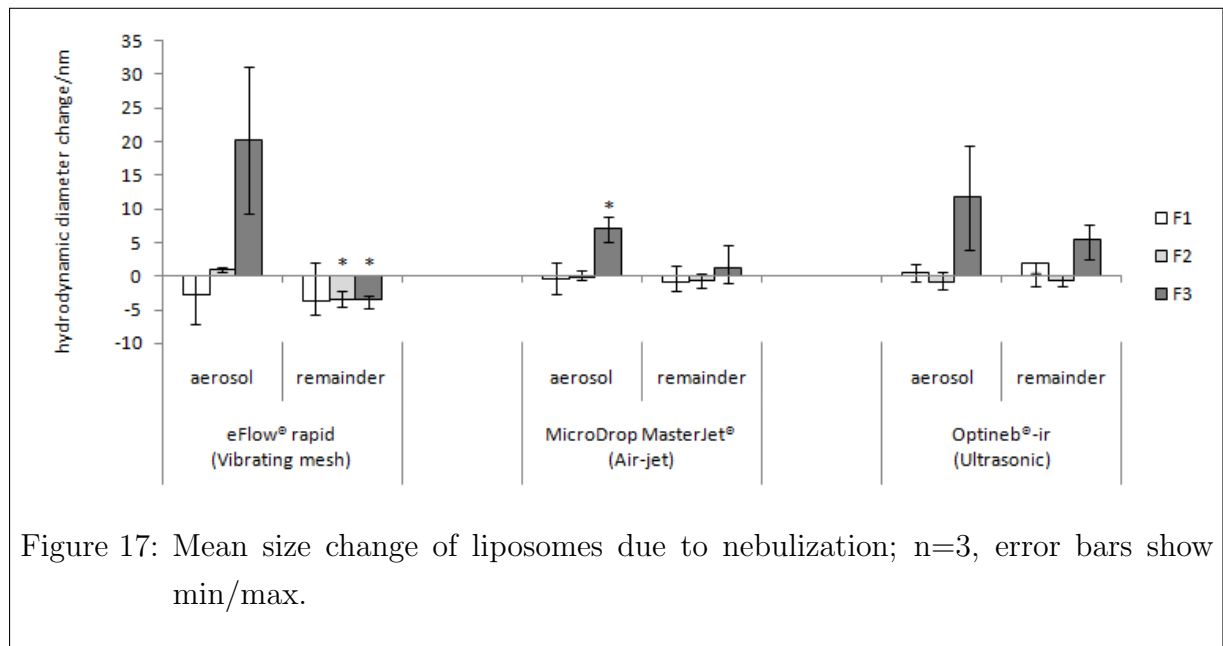 hydrodynamic diameter change/nm
35
30
25
20
15
10
5
0
-5
-10
* * *
aerosol remainder aerosol remainder aerosol remainder
eFlow® rapid MicroDrop MasterJet® Optineb®-ir
(Vibrating mesh) (Air-jet) (Ultrasonic)
F1
F2
F3
Figure 17: Mean size change of liposomes due to nebulization; n=3, error bars show
min/max.